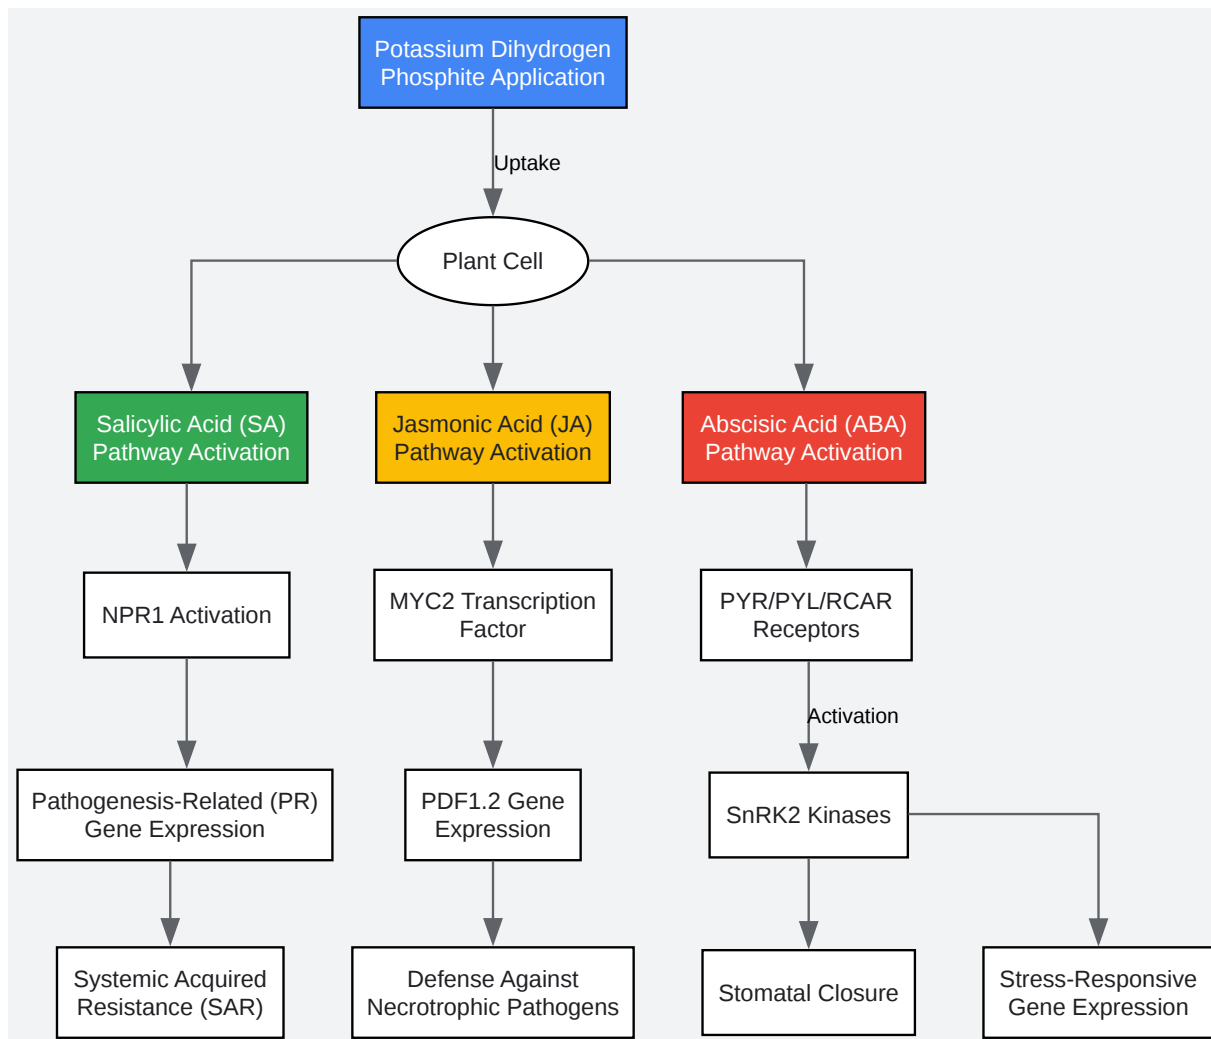 Potassium Dihydrogen
Phosphite Application
Uptake
Plant Cell
Salicylic Acid (SA)
Pathway Activation
Jasmonic Acid (JA)
Pathway Activation
Abscisic Acid (ABA)
Pathway Activation
NPR1 Activation
MYC2 Transcription
Factor
PYR/PYL/RCAR
Receptors
Activation
Pathogenesis-Related (PR)
Gene Expression
PDF1.2 Gene
Expression
SnRK2 Kinases
Systemic Acquired
Resistance (SAR)
Defense Against
Necrotrophic Pathogens
Stomatal Closure
Stress-Responsive
Gene Expression